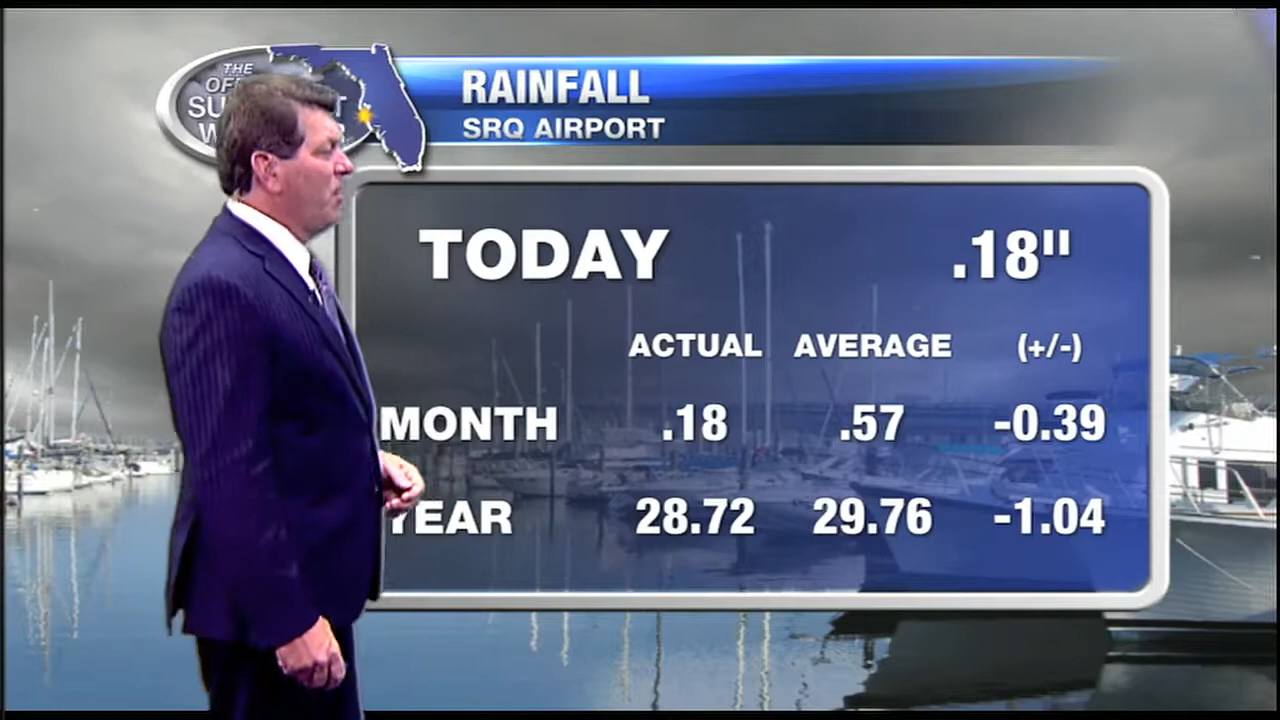 THE
RAINFALL
SRQ AIRPORT
TODAY .18"
ACTUAL AVERAGE (+/-)
MONTH .18 .57 -0.39
YEAR 28.72 29.76 -1.04